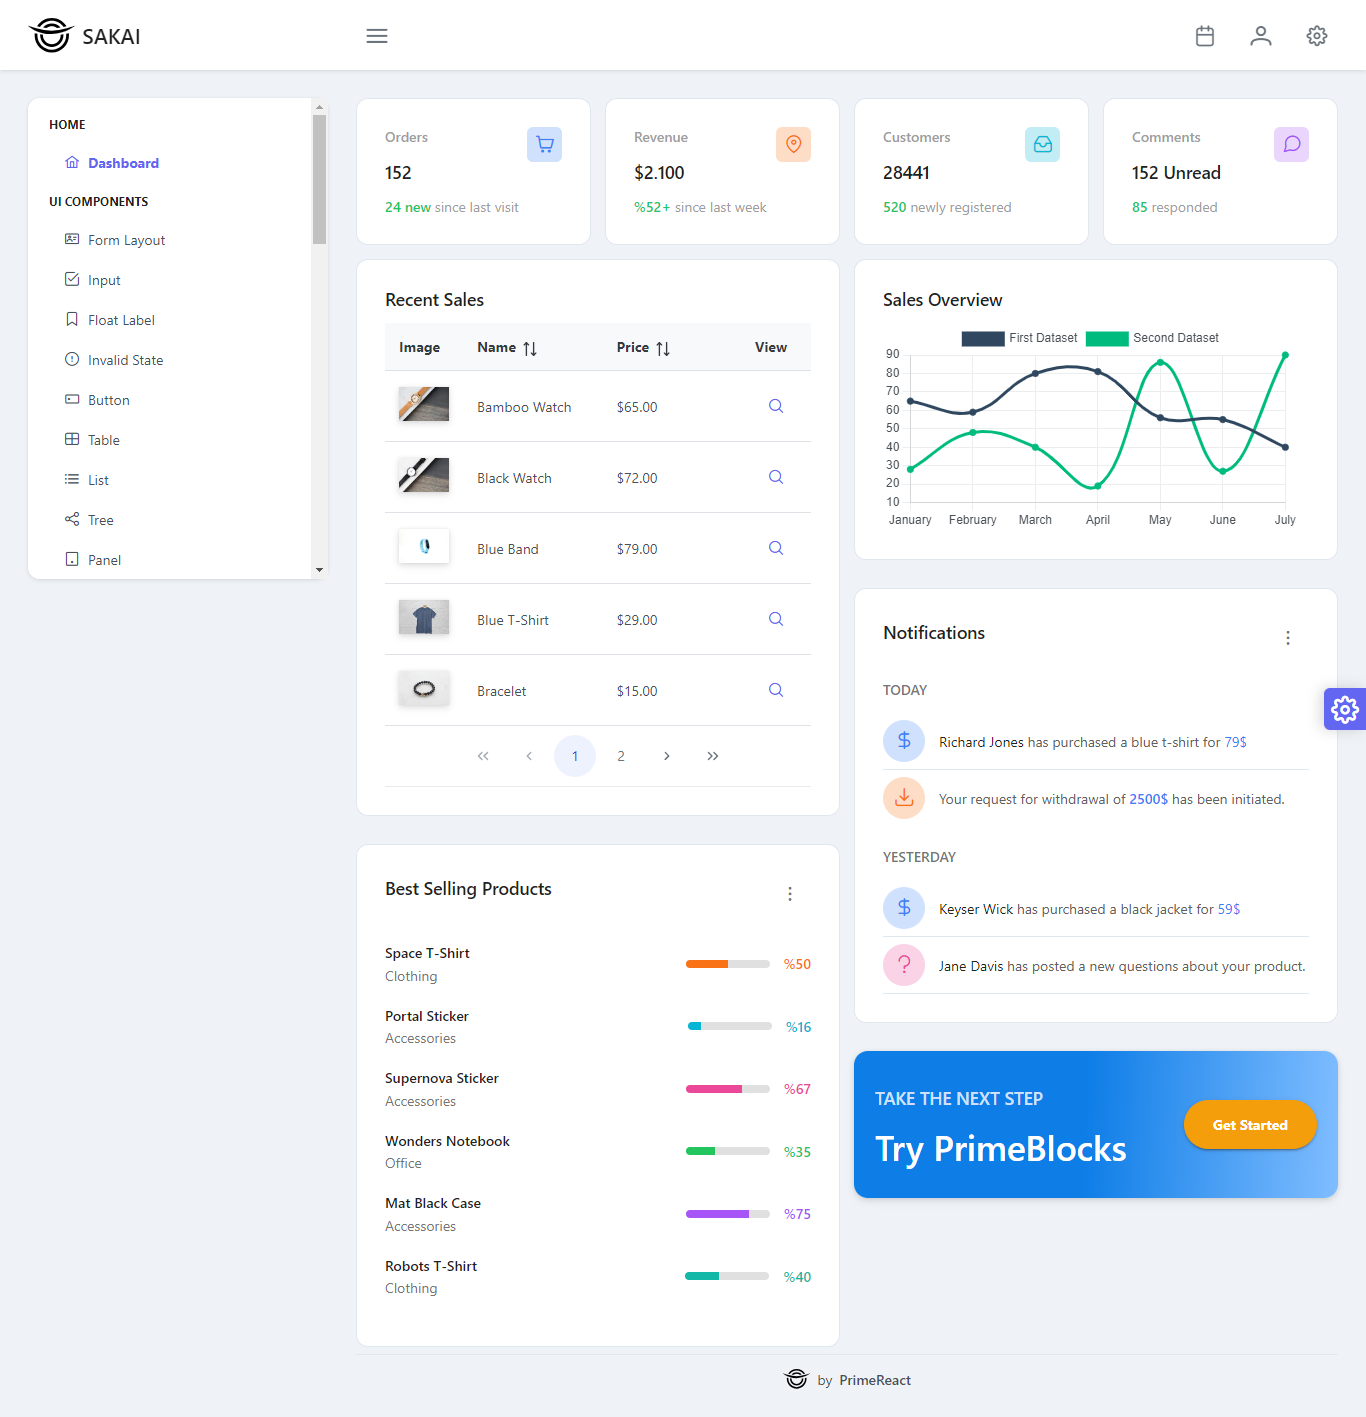 SAKAI
HOME
Dashboard
UI COMPONENTS
Form Layout
Input
Float Label
Invalid State
Button
Table
List
Tree
Panel
Orders
152
24 new since last visit
Revenue
$2.100
%52+ since last week
Customers
28441
520 newly registered
Comments
152 Unread
85 responded
Recent Sales
Image Name Price View
Bamboo Watch $65.00
Black Watch $72.00
Blue Band $79.00
Blue T-Shirt $29.00
Bracelet $15.00
1 2
Best Selling Products
Space T-Shirt
Clothing
%50
Portal Sticker
Accessories
%16
Supernova Sticker
Accessories
%67
Wonders Notebook
Office
%35
Mat Black Case
Accessories
%75
Robots T-Shirt
Clothing
%40
Sales Overview
First Dataset Second Dataset
90
80
70
60
50
40
30
20
10
January February March April May June July
Notifications
TODAY
Richard Jones has purchased a blue t-shirt for 79$
Your request for withdrawal of 2500$ has been initiated.
YESTERDAY
Keyser Wick has purchased a black jacket for 59$
Jane Davis has posted a new questions about your product.
TAKE THE NEXT STEP
Try PrimeBlocks
Get Started
by PrimeReact